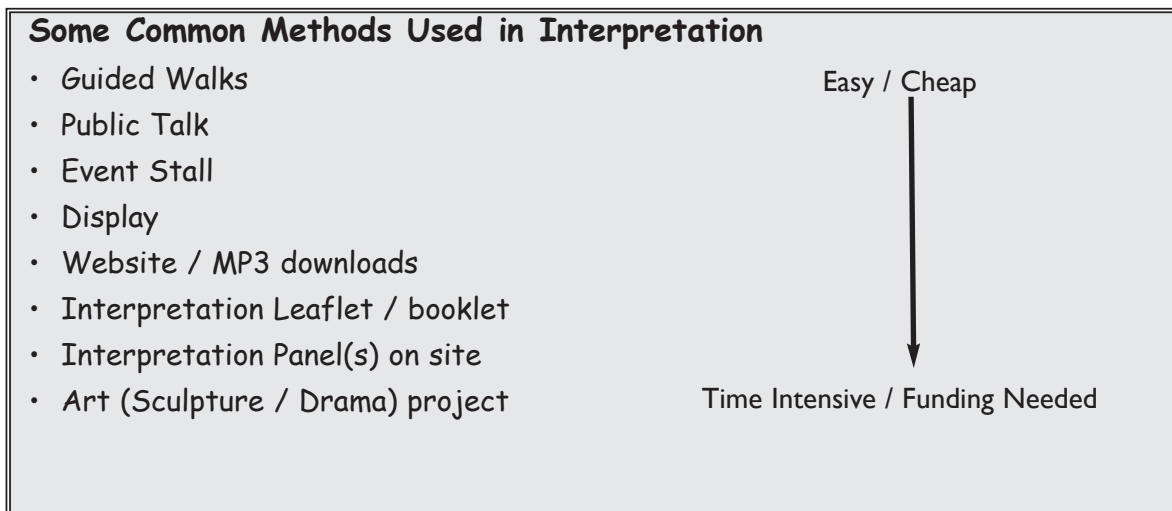 Some Common Methods Used in Interpretation
• Guided Walks
Easy / Cheap
• Public Talk
• Event Stall
• Display
• Website / MP3 downloads
• Interpretation Leaflet / booklet
• Interpretation Panel(s) on site
• Art (Sculpture / Drama) project
Time Intensive / Funding Needed